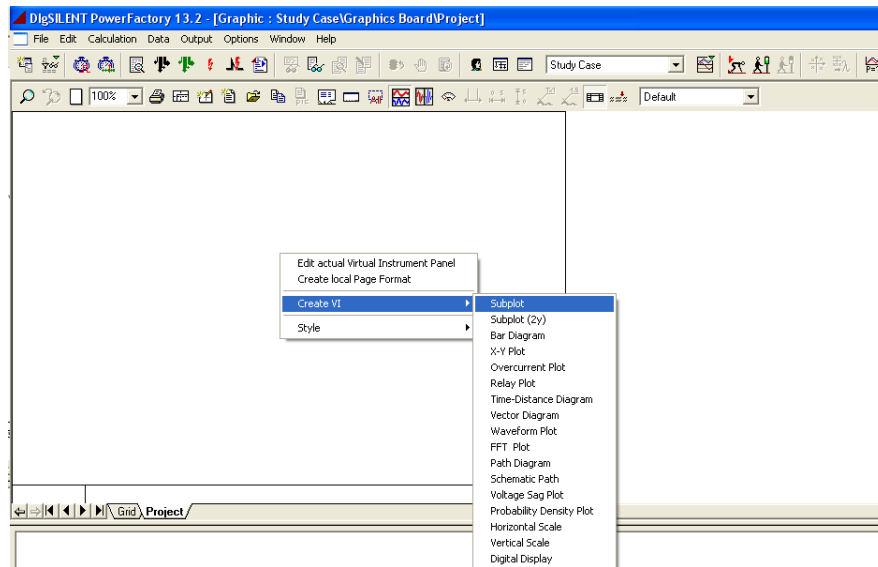 DIgSILENT PowerFactory 13.2 - [Graphic : Study Case\Graphics Board\Project]
File Edit Calculation Data Output Options Window Help
Study Case
100%
Default
Edit actual Virtual Instrument Panel
Create local Page Format
Create VI
Style
Subplot
Subplot (2y)
Bar Diagram
X-Y Plot
Overcurrent Plot
Relay Plot
Time-Distance Diagram
Vector Diagram
Waveform Plot
FFT Plot
Path Diagram
Schematic Path
Voltage Sag Plot
Probability Density Plot
Horizontal Scale
Vertical Scale
Digital Display
Grid Project